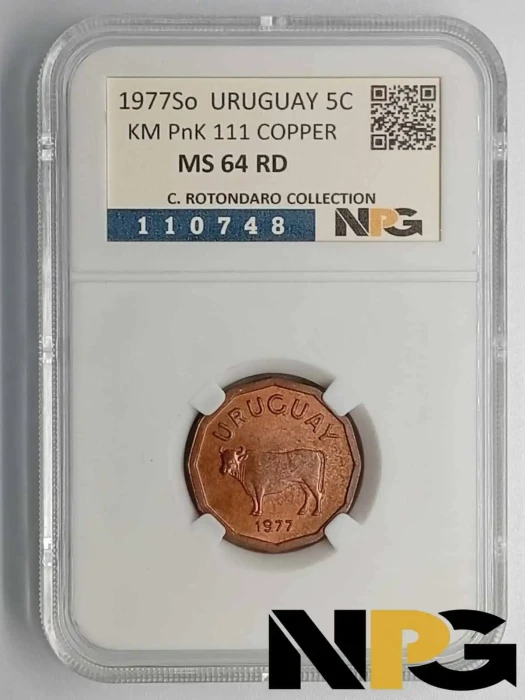 1977So URUGUAY 5C
KM PnK 111 COPPER
MS 64 RD
C. ROTONDARO COLLECTION
110748 NPG
URUGUAY
1977
NPG